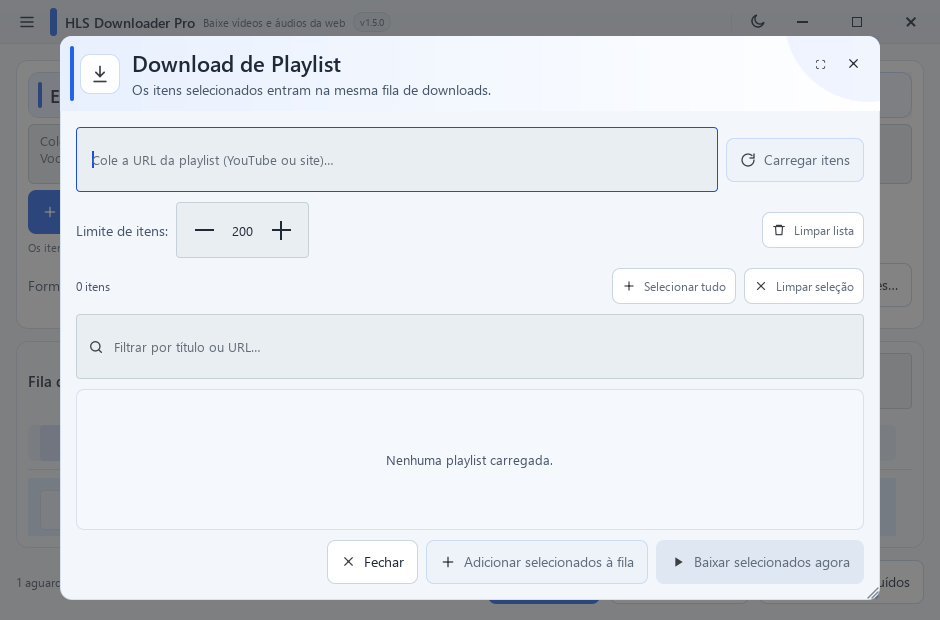 HLS Downloader Pro Baixe vídeos e áudios da web v1.5.0
Download de Playlist
Os itens selecionados entram na mesma fila de downloads.
Cole a URL da playlist (YouTube ou site)...
Carregar itens
Limite de itens: 200
Limpar lista
0 itens
Selecionar tudo
Limpar seleção
Filtrar por título ou URL...
Nenhuma playlist carregada.
Fechar
Adicionar selecionados à fila
Baixar selecionados agora
Os
Fila
1